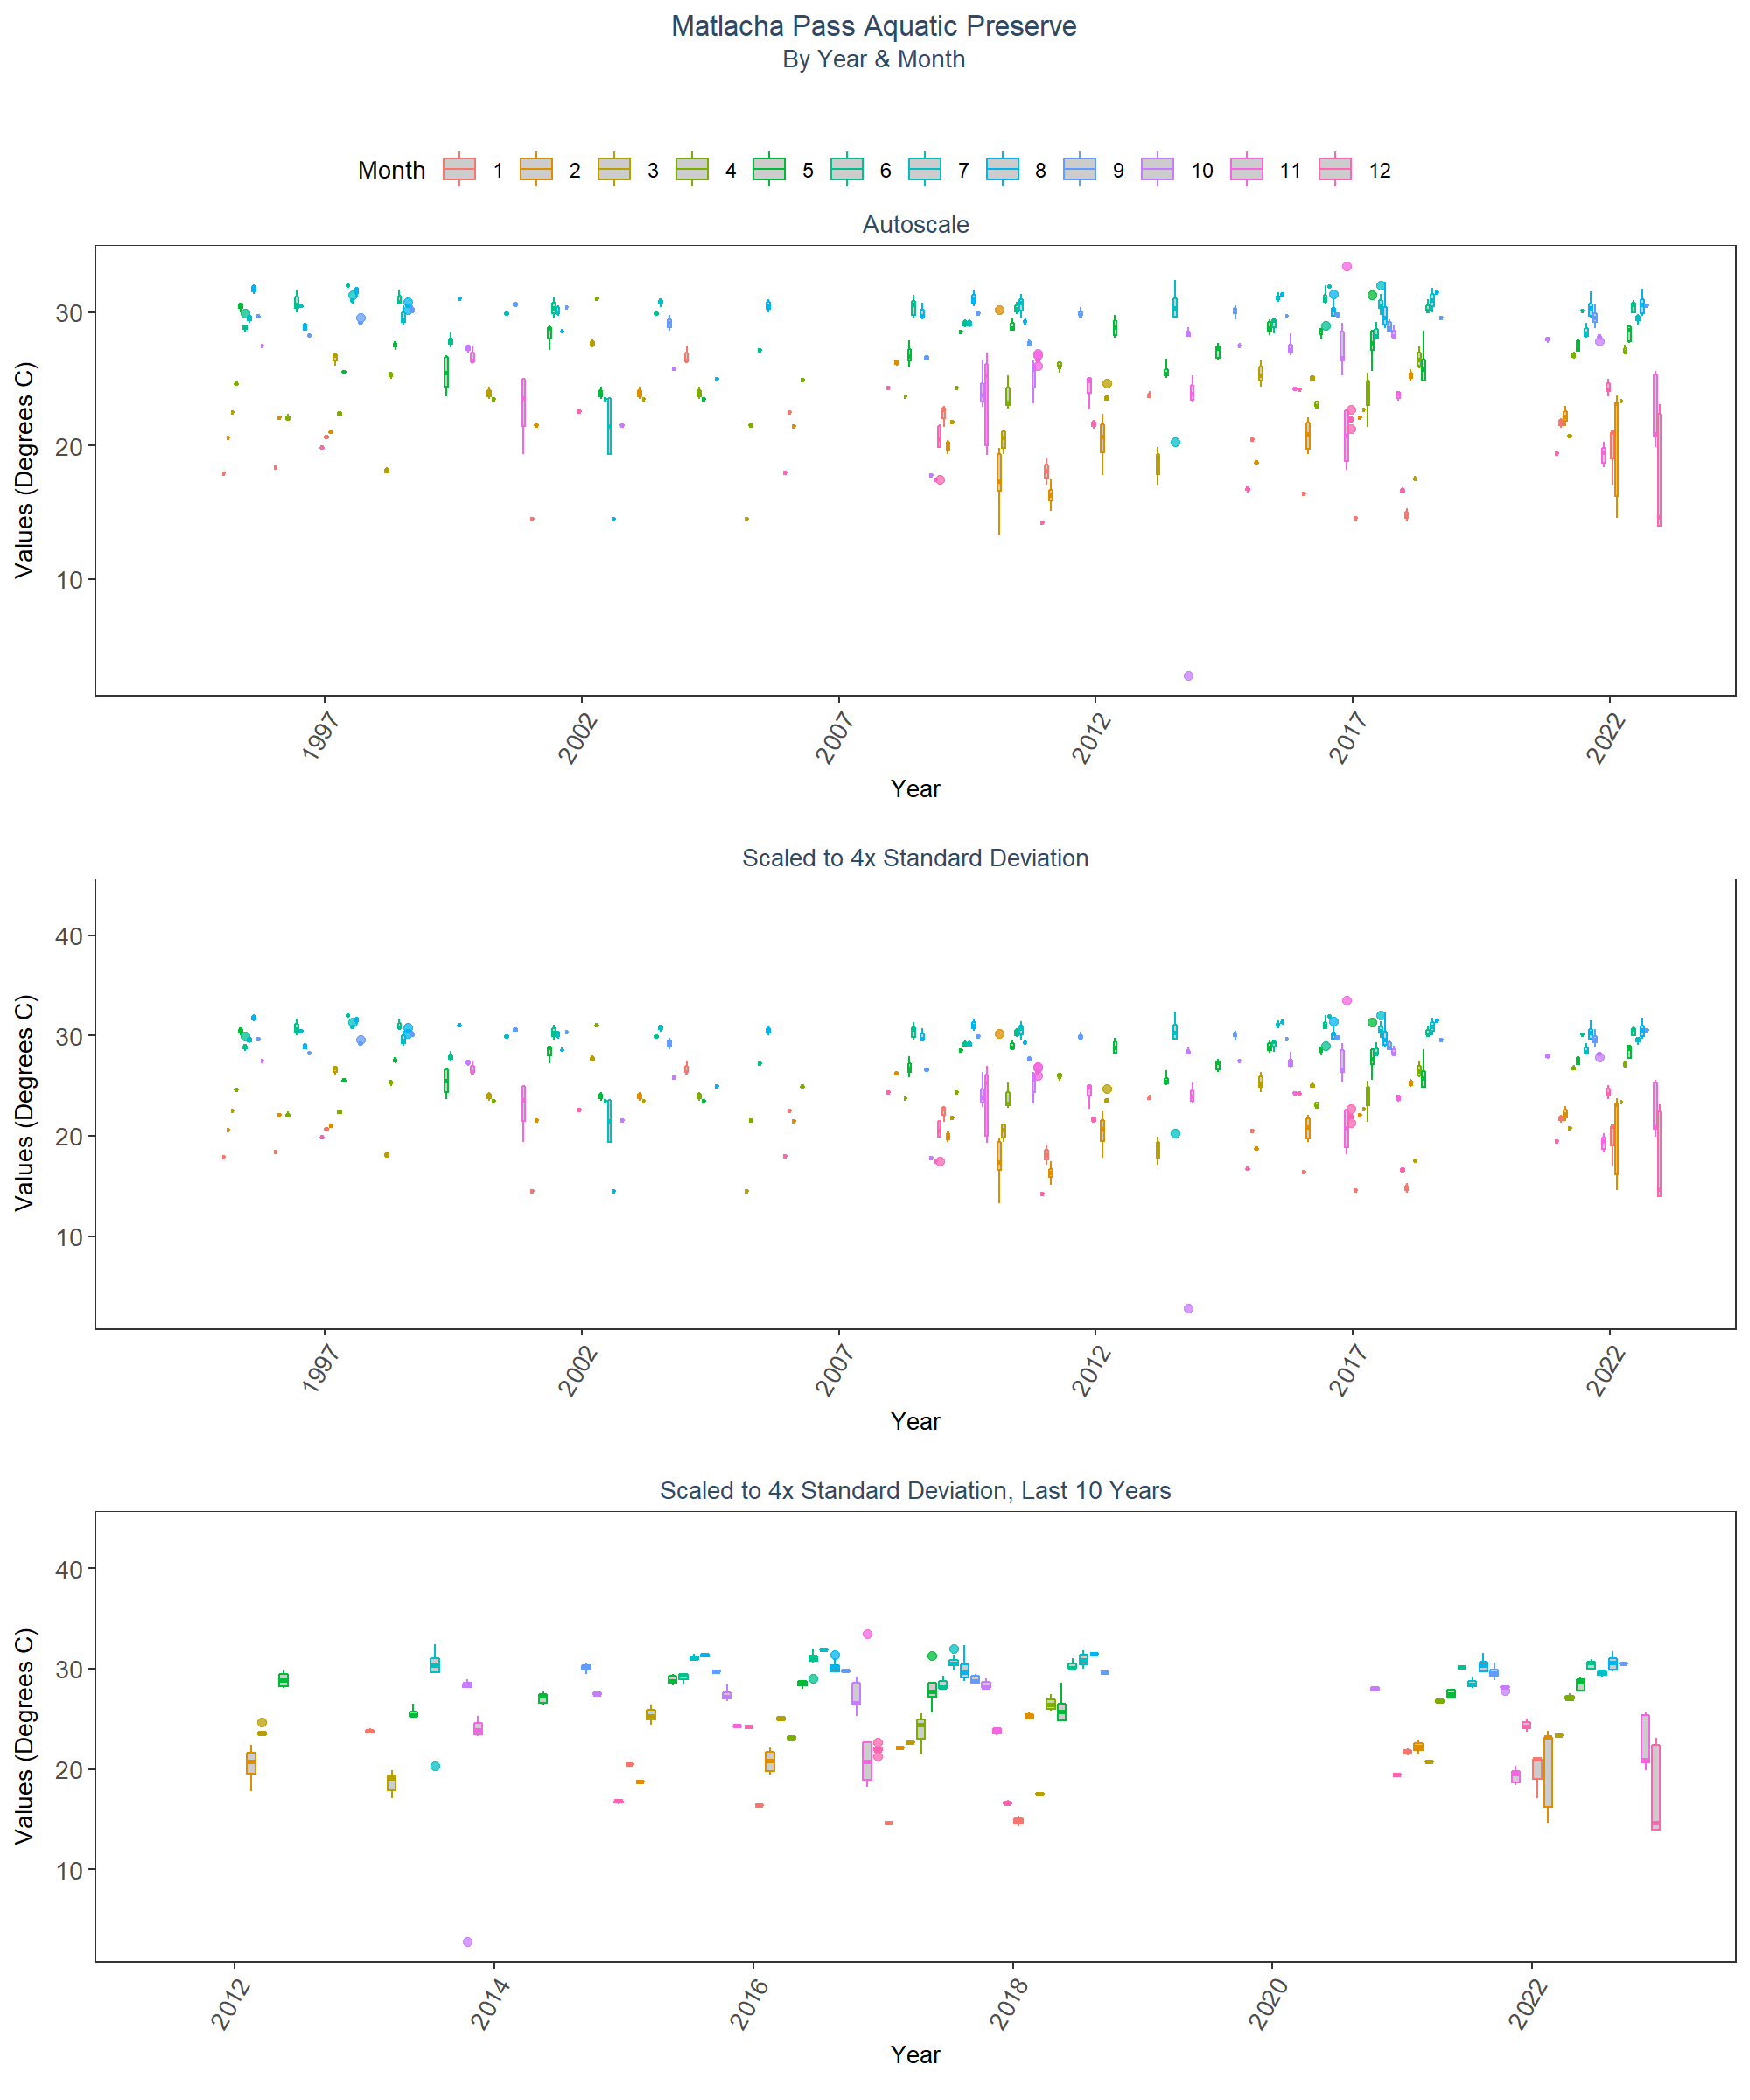 Matlacha Pass Aquatic Preserve
By Year & Month
Month 1 2 3 4 5 6 7 8 9 10 11 12
Autoscale
Values (Degrees C)
30
20
10
1997 2002 2007 2012 2017 2022
Year
Scaled to 4x Standard Deviation
Values (Degrees C)
40
30
20
10
1997 2002 2007 2012 2017 2022
Year
Scaled to 4x Standard Deviation, Last 10 Years
Values (Degrees C)
40
30
20
10
2012 2014 2016 2018 2020 2022
Year